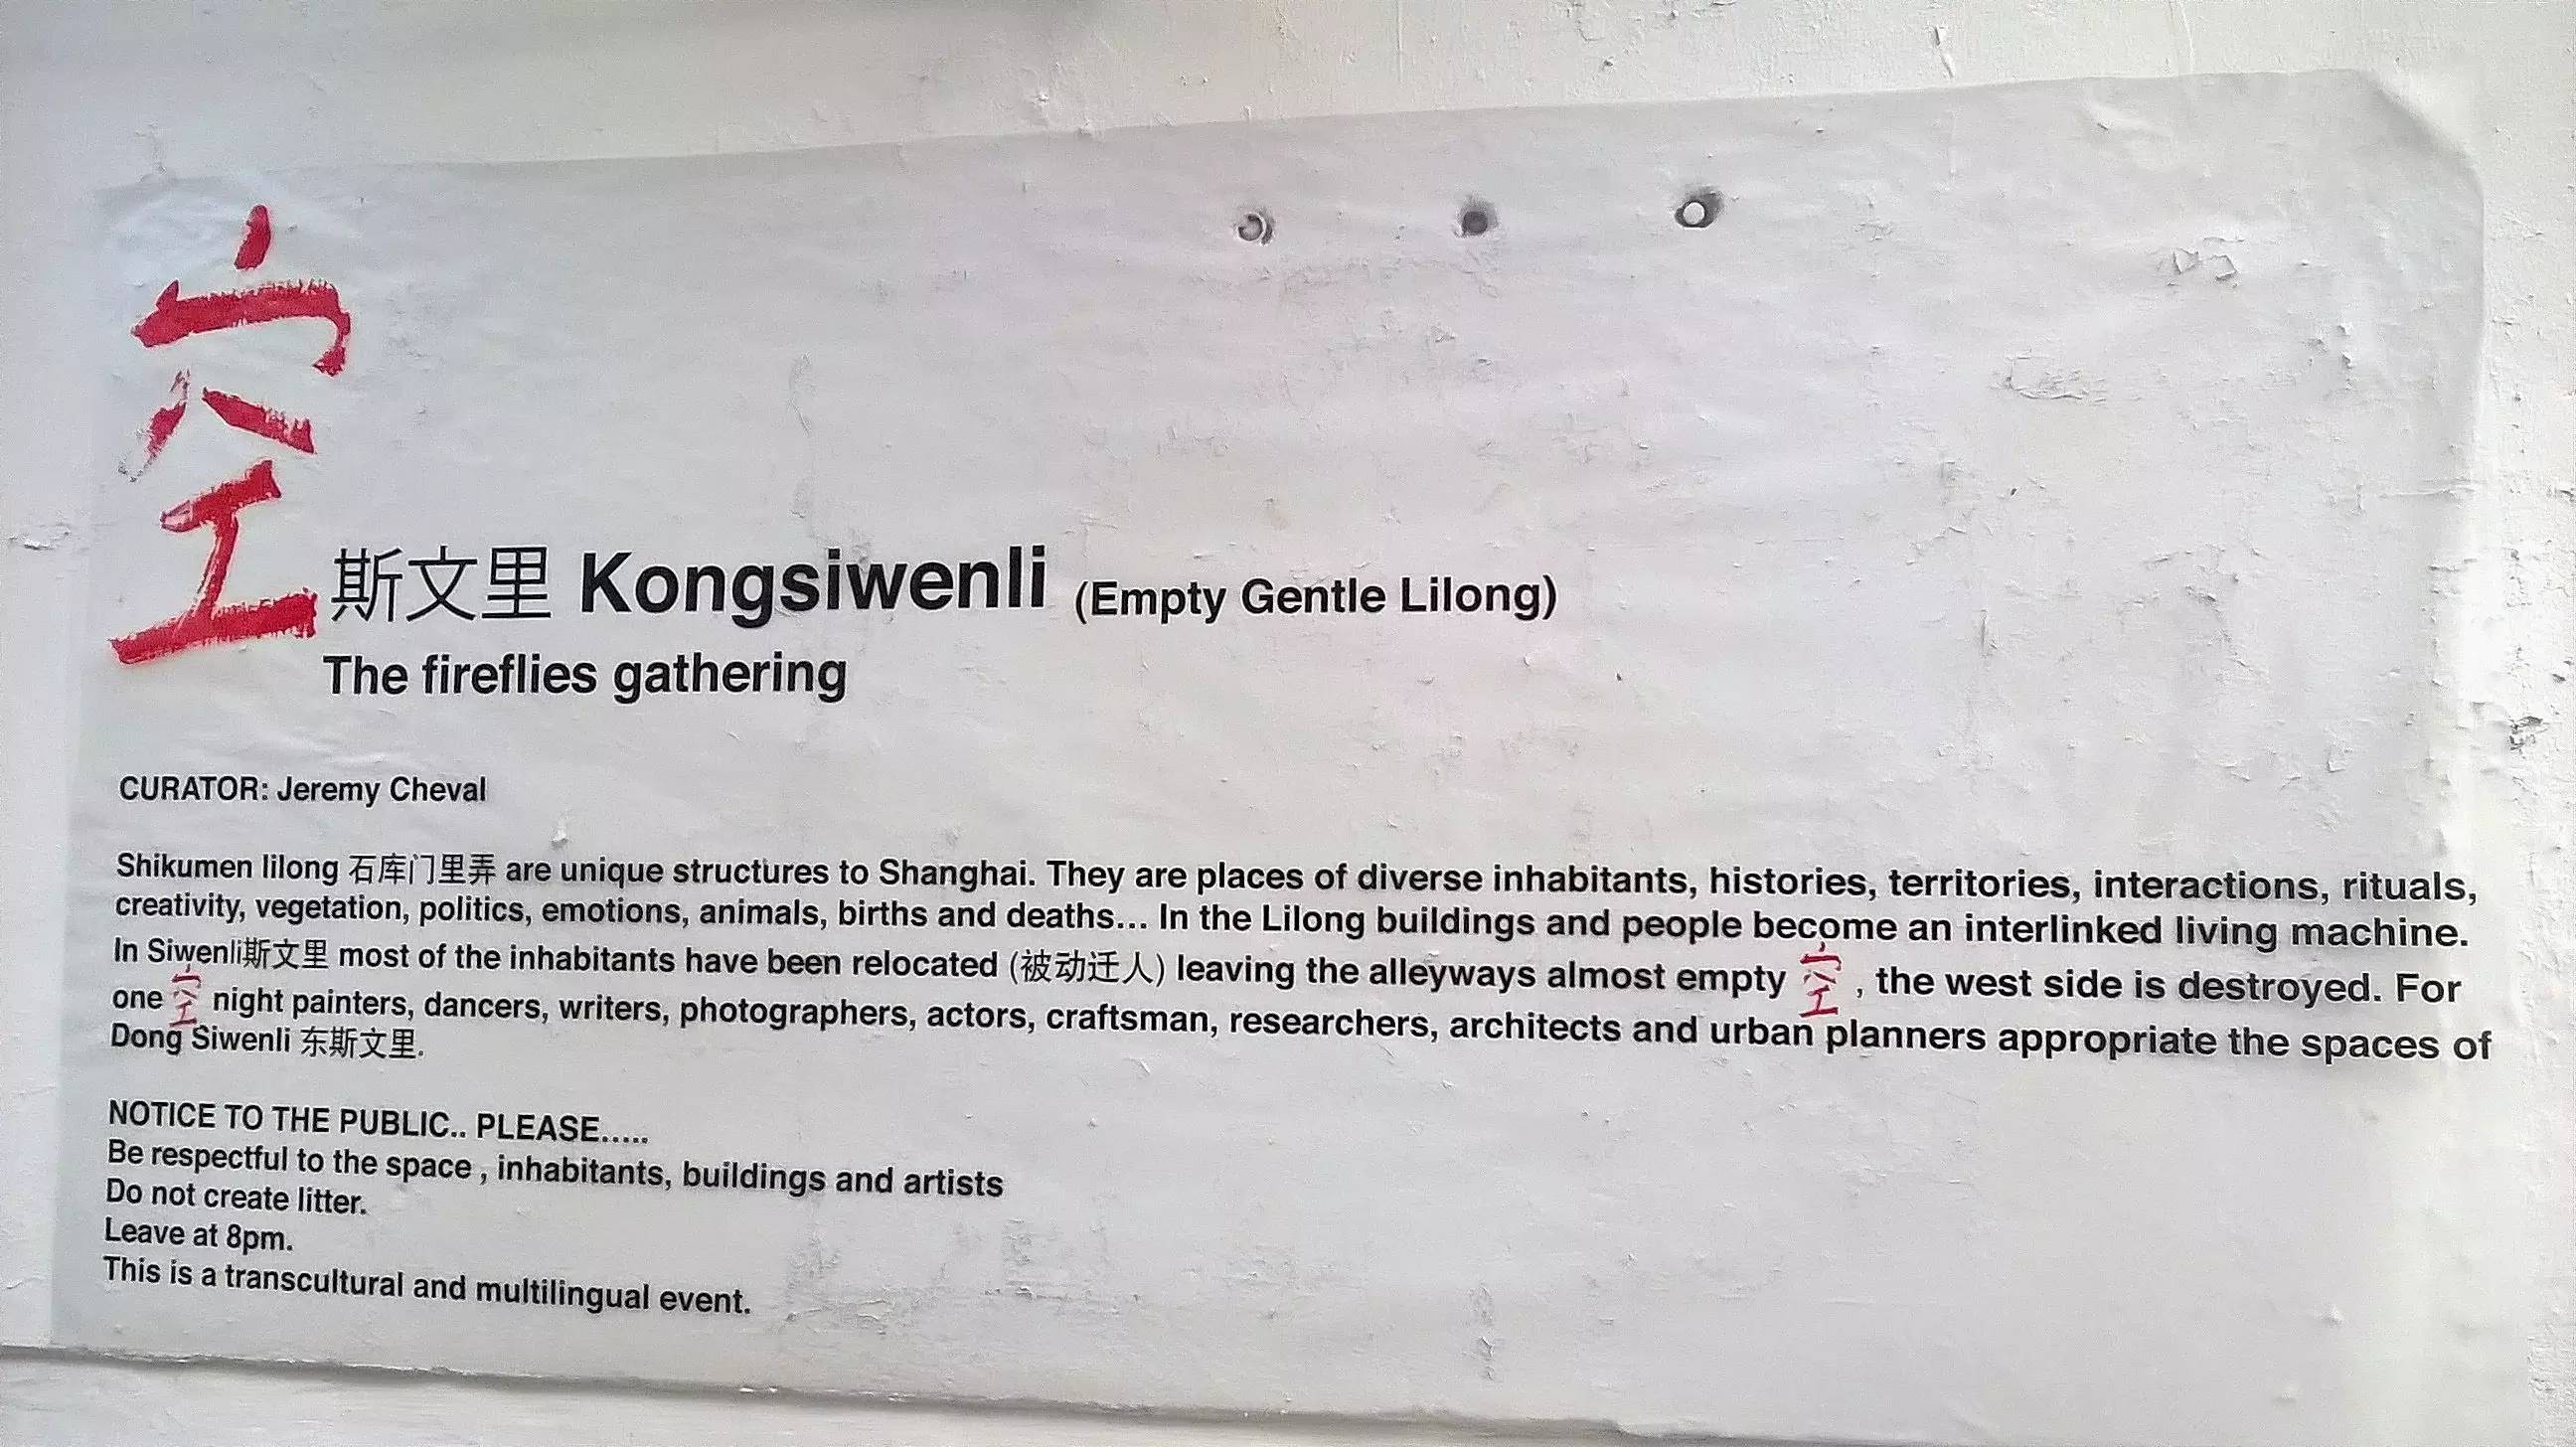 空斯文里 Kongsiwenli (Empty Gentle Lilong)
The fireflies gathering
CURATOR: Jeremy Cheval
Shikumen lilong 石库门里弄 are unique structures to Shanghai. They are places of diverse inhabitants, histories, territories, interactions, rituals,
creativity, vegetation, politics, emotions, animals, births and deaths... In the Lilong buildings and people become an interlinked living machine.
In Siwenli斯文里 most of the inhabitants have been relocated (被动迁人) leaving the alleyways almost empty 空 , the west side is destroyed. For
one 空 night painters, dancers, writers, photographers, actors, craftsman, researchers, architects and urban planners appropriate the spaces of
Dong Siwenli 东斯文里.
NOTICE TO THE PUBLIC.. PLEASE.....
Be respectful to the space , inhabitants, buildings and artists
Do not create litter.
Leave at 8pm.
This is a transcultural and multilingual event.